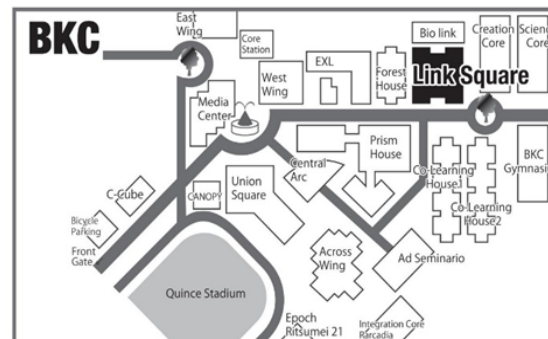 BKC
East
Wing
Core
Station
Bio link
Creation
Core
Scienc
Core
EXL
West
Wing
Forest
House
Link Square
Media
Center
Prism
House
BKC
Gymnasi
Central
Arc
Co-Learning
House1
C-Cube
CANOPY
Union
Square
Co-Learning
House2
Bicycle
Parking
Front
Gate
Across
Wing
Ad Seminario
Quince Stadium
Epoch
Ritsumei 21
Integration Core
Rarcadia